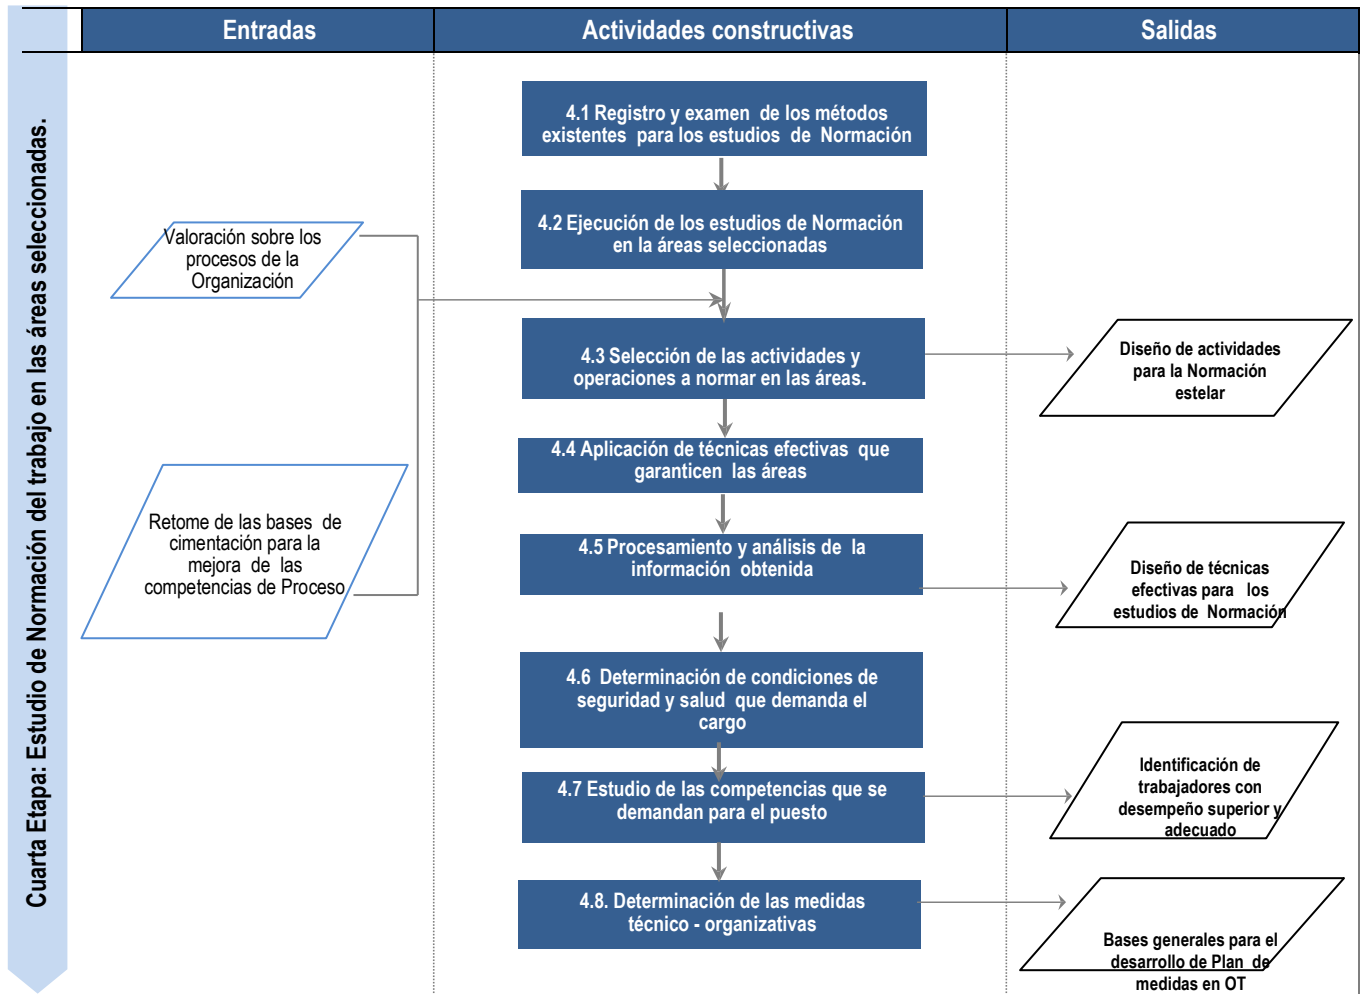 Entradas
Actividades constructivas
Salidas
Cuarta Etapa: Estudio de Normación del trabajo en las áreas seleccionadas.
Valoración sobre los
procesos de la
Organización
Retome de las bases de
cimentación para la
mejora de las
competencias de Proceso
4.1 Registro y examen de los métodos
existentes para los estudios de Normación
4.2 Ejecución de los estudios de Normación
en la áreas seleccionadas
4.3 Selección de las actividades y
operaciones a normar en las áreas.
4.4 Aplicación de técnicas efectivas que
garanticen las áreas
4.5 Procesamiento y análisis de la
información obtenida
4.6 Determinación de condiciones de
seguridad y salud que demanda el
cargo
4.7 Estudio de las competencias que se
demandan para el puesto
4.8. Determinación de las medidas
técnico - organizativas
Diseño de actividades
para la Normación
estelar
Diseño de técnicas
efectivas para los
estudios de Normación
Identificación de
trabajadores con
desempeño superior y
adecuado
Bases generales para el
desarrollo de Plan de
medidas en OT